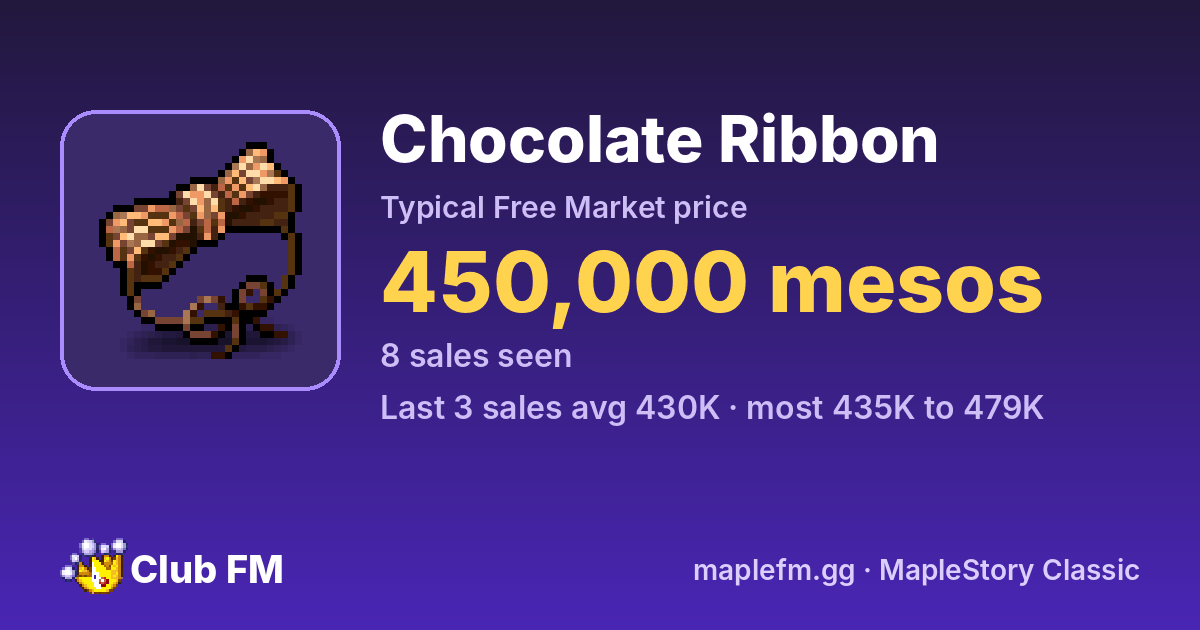 Chocolate Ribbon
Typical Free Market price
450,000 mesos
8 sales seen
Last 3 sales avg 430K · most 435K to 479K
Club FM
maplefm.gg · MapleStory Classic